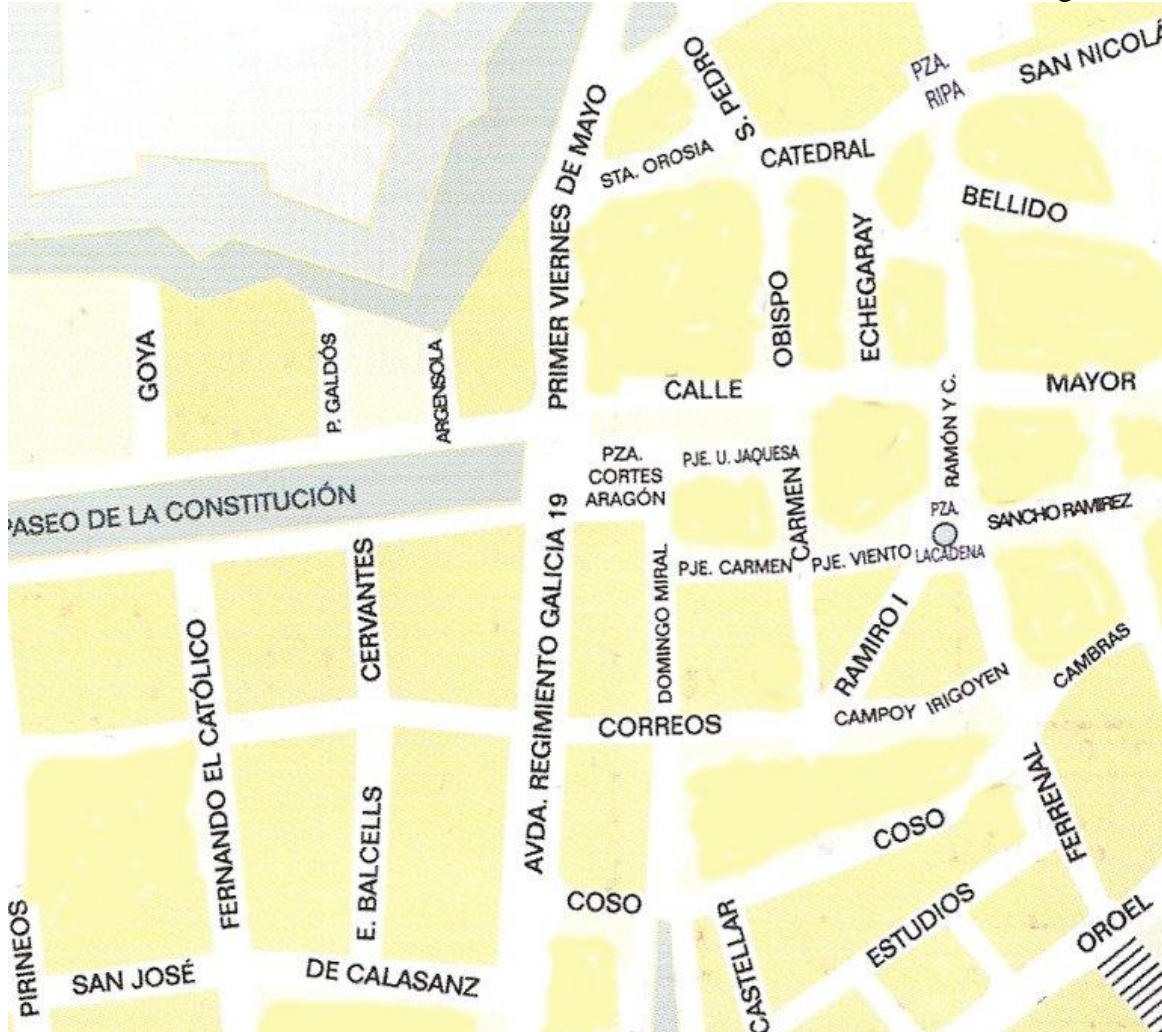 S. PEDRO
PZA.
RIPA
SAN NICOLÁ
STA. OROSIA
CATEDRAL
PRIMER VIERNES DE MAYO
BELLIDO
OBISPO
ECHEGARAY
GOYA
P. GALDÓS
ARGENSOLA
CALLE
MAYOR
RAMÓN Y C.
PZA.
CORTES
ARAGÓN
PJE. U. JAQUESA
CARMEN
PASEO DE LA CONSTITUCIÓN
AVDA. REGIMIENTO GALICIA 19
PZA.
LACADENA
SANCHO RAMIREZ
PJE. CARMEN
PJE. VIENTO
DOMINGO MIRAL
CERVANTES
FERNANDO EL CATÓLICO
RAMIRO I
CAMBRAS
CAMPOY IRIGOYEN
CORREOS
FERRENAL
E. BALCELLS
COSO
COSO
PIRINEOS
CASTELLAR
ESTUDIOS
OROEL
SAN JOSÉ
DE CALASANZ